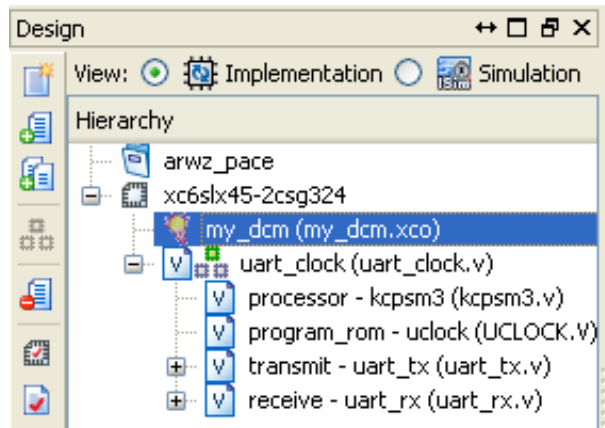 Design
View: Implementation Simulation
Hierarchy
arwz_pace
xc6slx45-2csg324
my_dcm (my_dcm.xco)
uart_clock (uart_clock.v)
processor - kcpsm3 (kcpsm3.v)
program_rom - uclock (UCLOCK.V)
transmit - uart_tx (uart_tx.v)
receive - uart_rx (uart_rx.v)